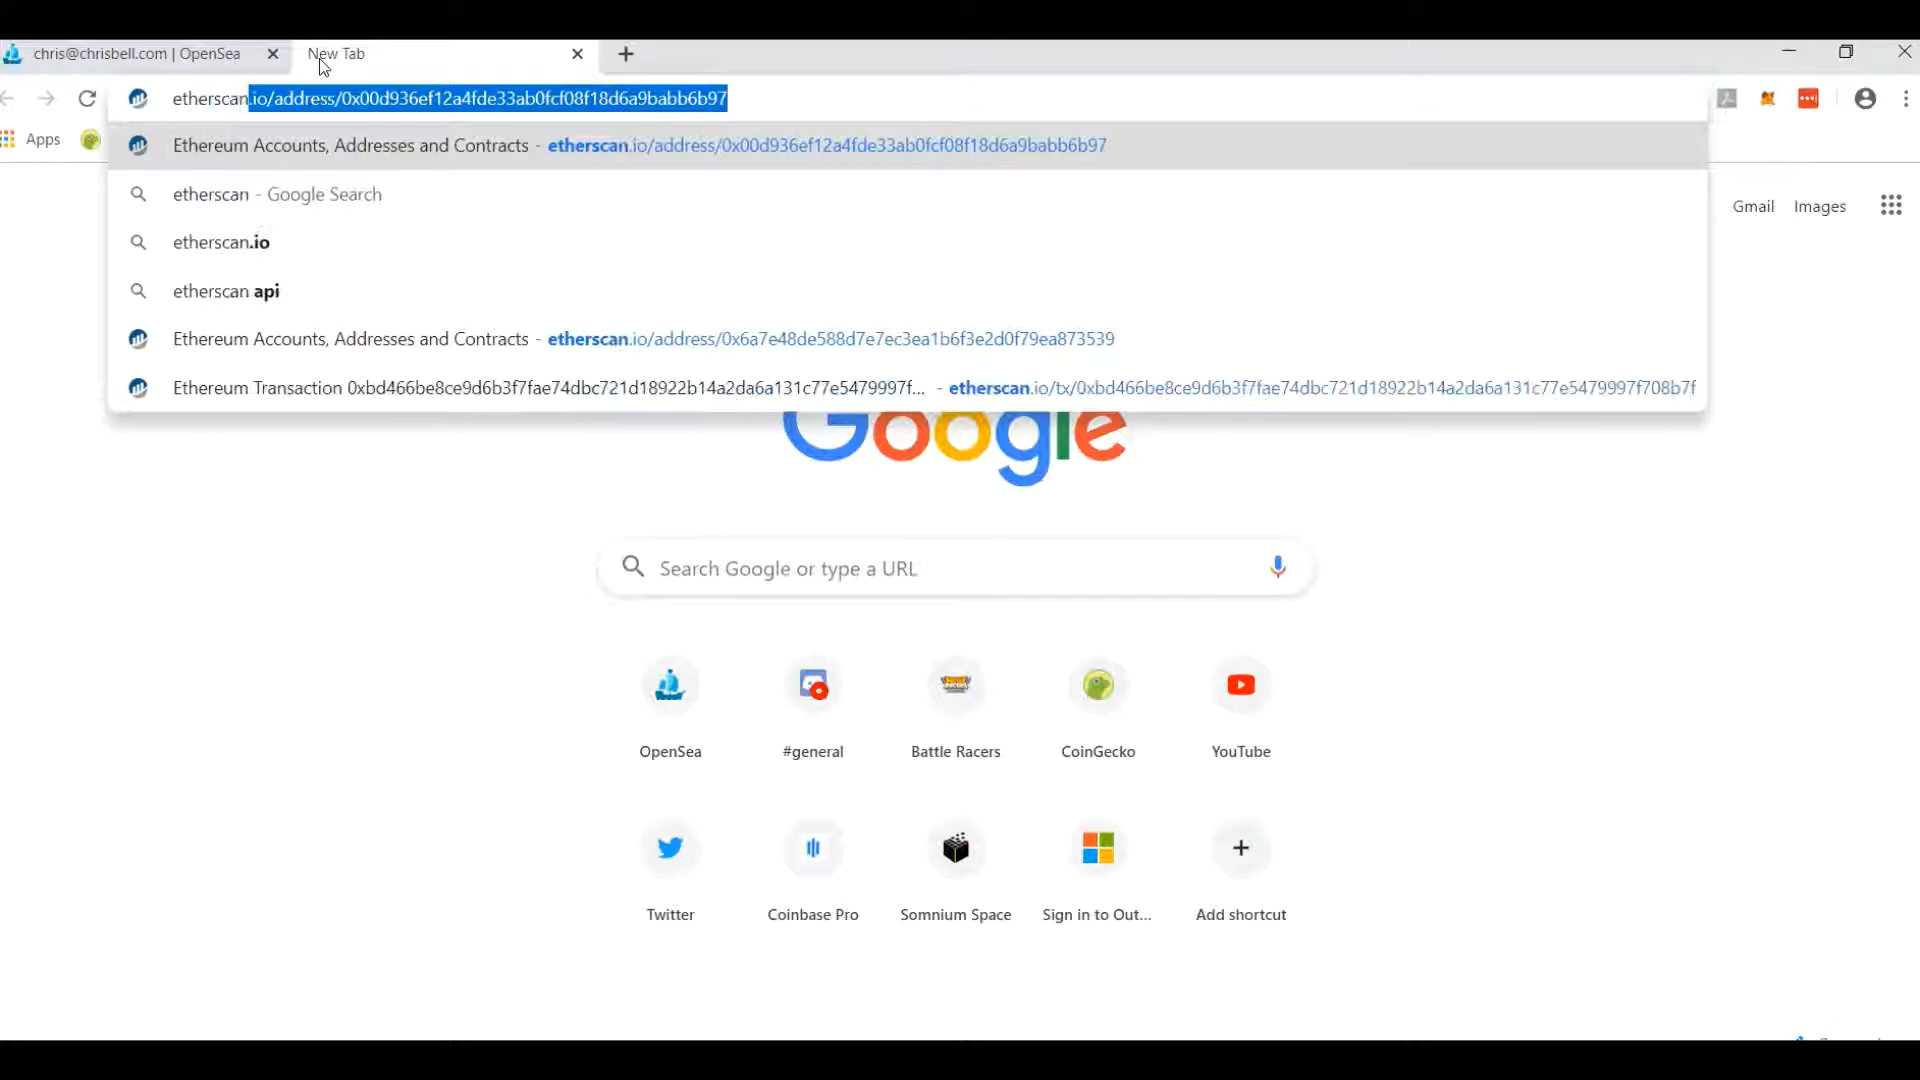 chris@chrisbell.com | OpenSea
New Tab
etherscan.io/address/0x00d936ef12a4fde33ab0fcf08f18d6a9babb6b97
Apps
Ethereum Accounts, Addresses and Contracts - etherscan.io/address/0x00d936ef12a4fde33ab0fcf08f18d6a9babb6b97
etherscan - Google Search
etherscan.io
etherscan api
Ethereum Accounts, Addresses and Contracts - etherscan.io/address/0x6a7e48de588d7e7ec3ea1b6f3e2d0f79ea873539
Ethereum Transaction 0xbd466be8ce9d6b3f7fae74dbc721d18922b14a2da6a131c77e5479997f... - etherscan.io/tx/0xbd466be8ce9d6b3f7fae74dbc721d18922b14a2da6a131c77e5479997f708b7f
Gmail
Images
Google
Search Google or type a URL
OpenSea
#general
Battle Racers
CoinGecko
YouTube
Twitter
Coinbase Pro
Somnium Space
Sign in to Out...
Add shortcut